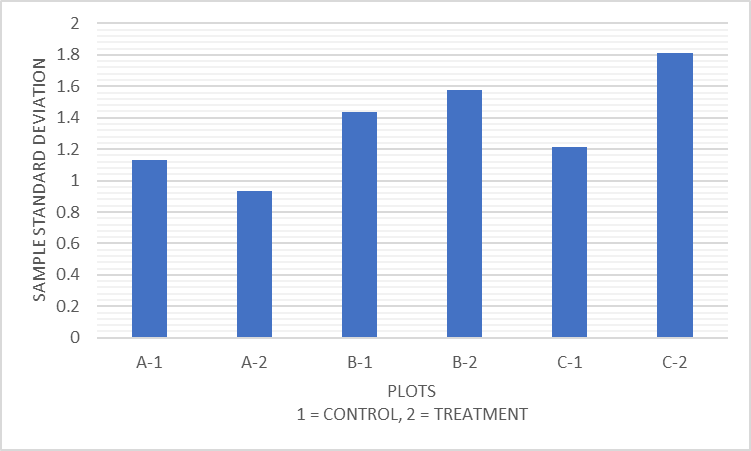 SAMPLE STANDARD DEVIATION
2
1.8
1.6
1.4
1.2
1
0.8
0.6
0.4
0.2
0
A-1 A-2 B-1 B-2 C-1 C-2
PLOTS
1 = CONTROL, 2 = TREATMENT